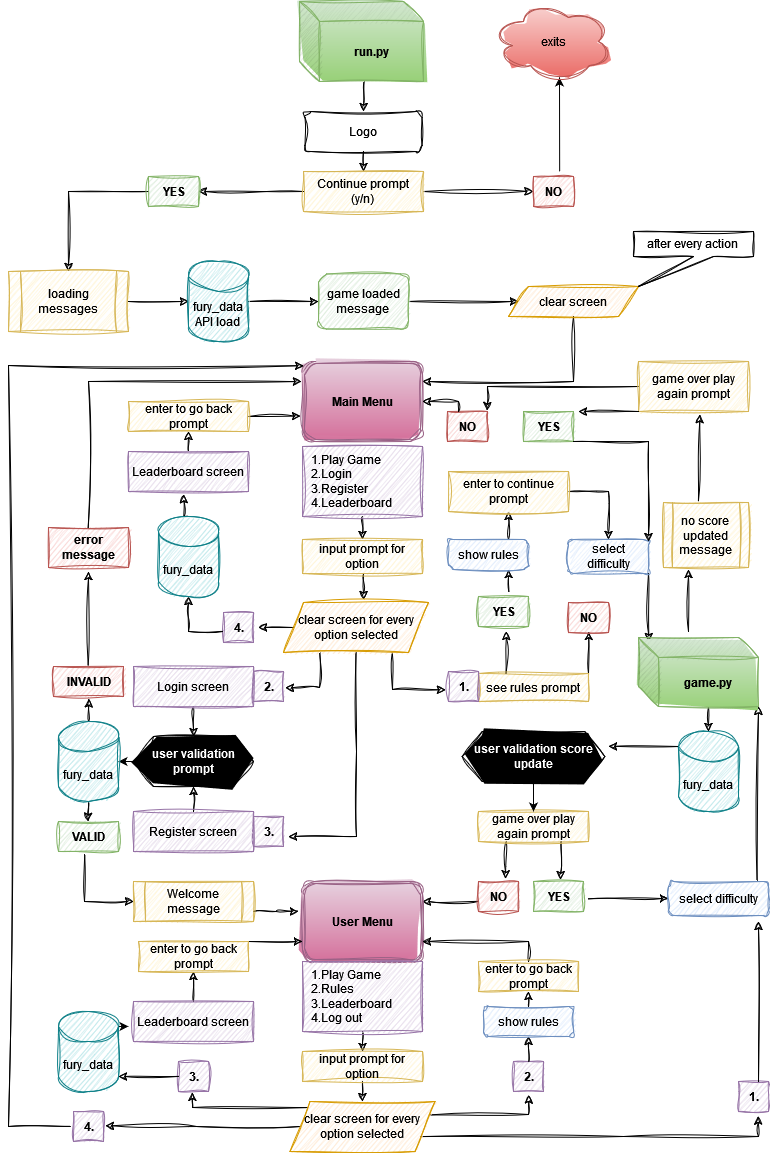 run.py
exits
Logo
Continue prompt
(y/n)
YES
NO
after every action
loading
messages
fury_data
API load
game loaded
message
clear screen
Main Menu
game over play
again prompt
enter to go back
prompt
NO
YES
1.Play Game
2.Login
3.Register
4.Leaderboard
Leaderboard screen
enter to continue
prompt
error
message
fury_data
input prompt for
option
show rules
select
difficulty
no score
updated
message
4.
clear screen for every
option selected
YES
NO
INVALID
Login screen
2.
1.
see rules prompt
game.py
user validation
prompt
fury_data
user validation score
update
fury_data
VALID
Register screen
3.
game over play
again prompt
Welcome
message
User Menu
NO
YES
select difficulty
enter to go back
prompt
1.Play Game
2.Rules
3.Leaderboard
4.Log out
enter to go back
prompt
Leaderboard screen
show rules
fury_data
input prompt for
option
3.
2.
1.
4.
clear screen for every
option selected